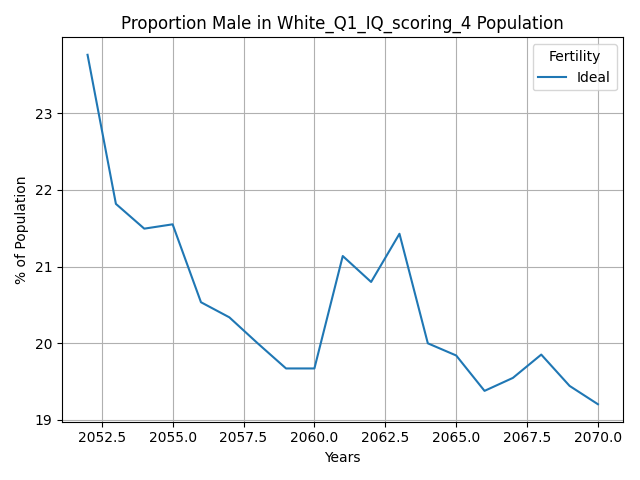 Proportion Male in White_Q1_IQ_scoring_4 Population
Fertility
Ideal
23
22
21
20
19
% of Population
2052.5 2055.0 2057.5 2060.0 2062.5 2065.0 2067.5 2070.0
Years